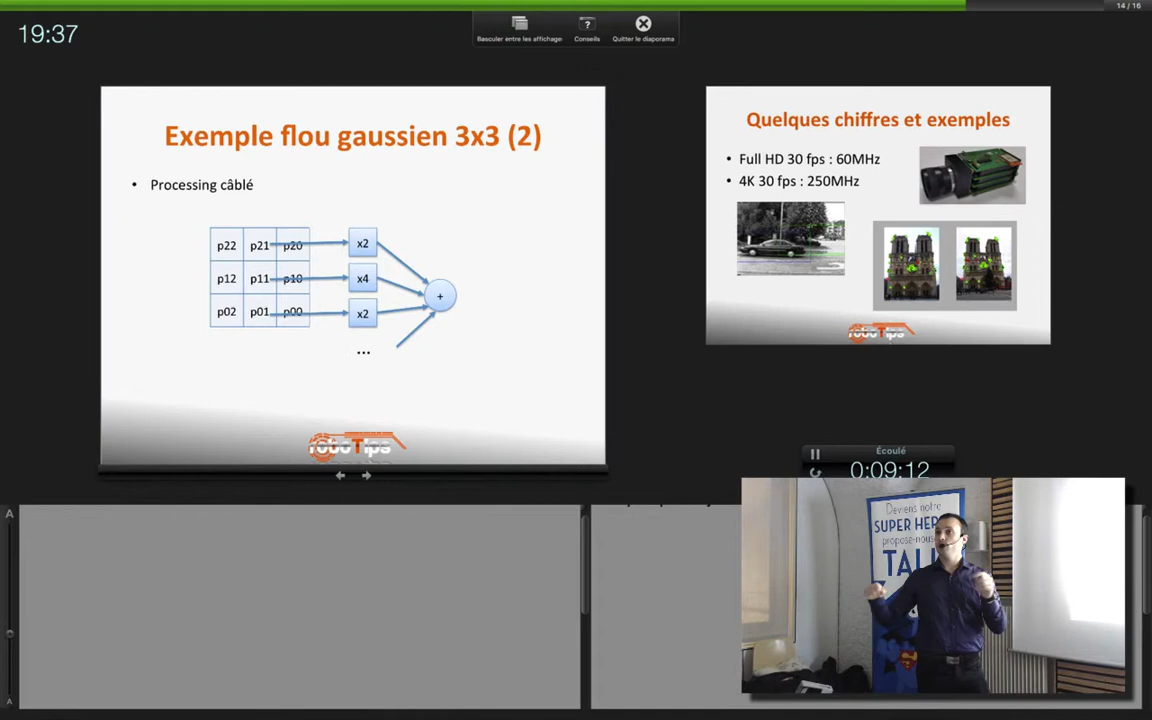 14 / 16
19:37
Basculer entre les affichages
Conseils
Quitter le diaporama
Exemple flou gaussien 3x3 (2)
• Processing câblé
p22 p21 p20 x2
p12 p11 p10 x4 +
p02 p01 p00 x2
...
roboTips
Quelques chiffres et exemples
• Full HD 30 fps : 60MHz
• 4K 30 fps : 250MHz
roboTips
Écoulé
0:09:12
A
A
Deviens notre
SUPER HER
propose-nous
TAL